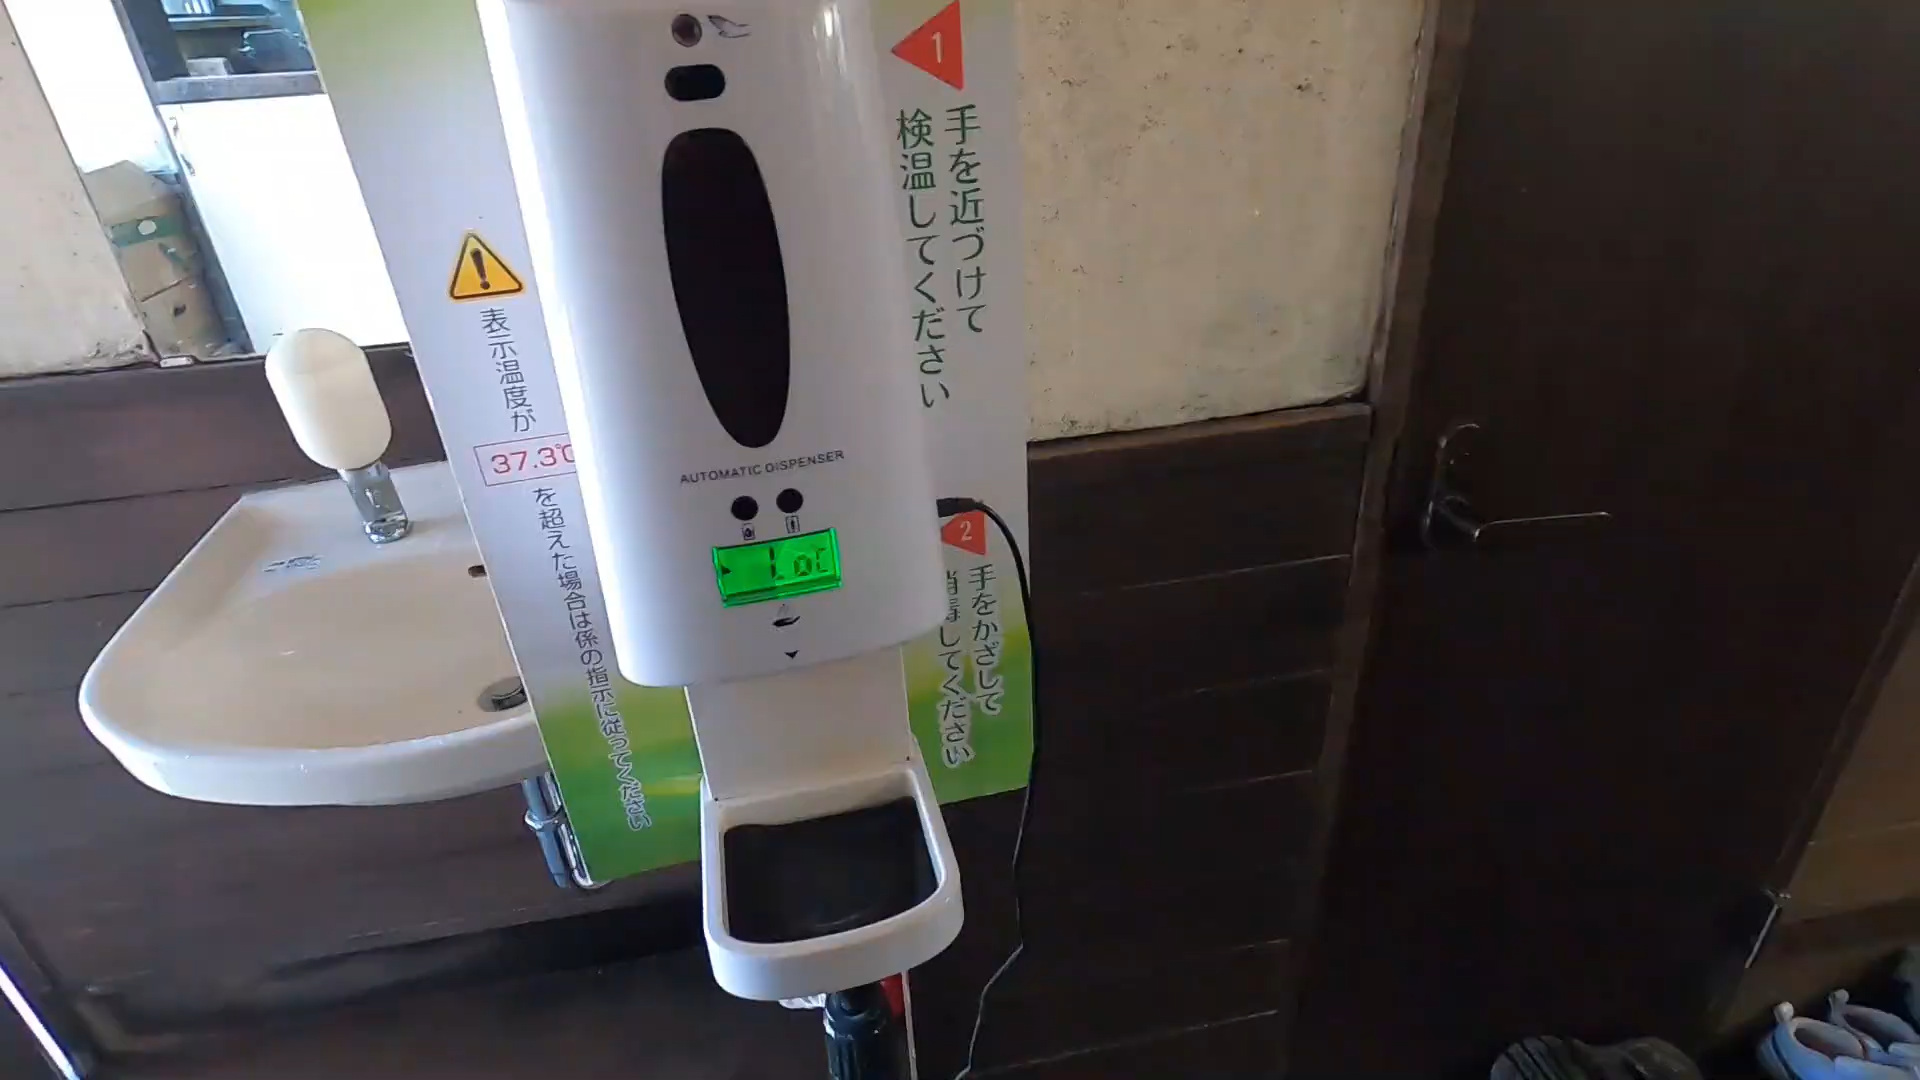 1
手を近づけて
検温してください
表示温度が
37.3℃
を超えた場合は係の指示に従ってください
AUTOMATIC DISPENSER
2
手をかざして
消毒してください